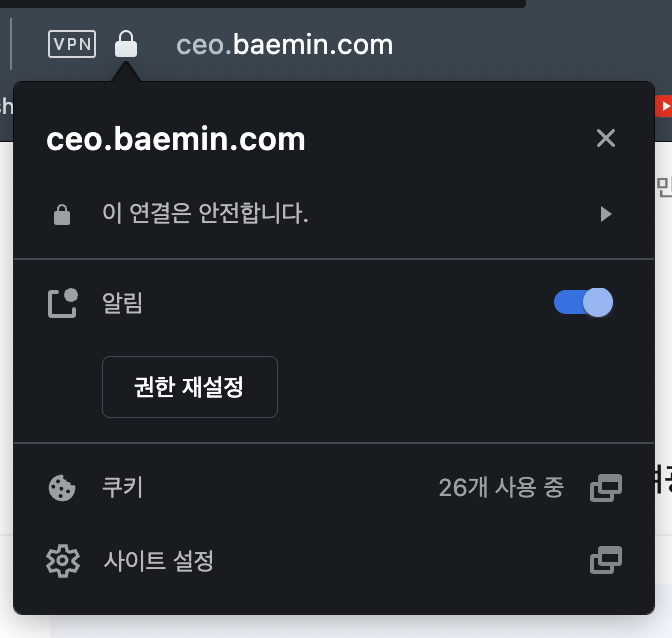 VPN ceo.baemin.com
ceo.baemin.com
이 연결은 안전합니다.
알림
권한 재설정
쿠키 26개 사용 중
사이트 설정